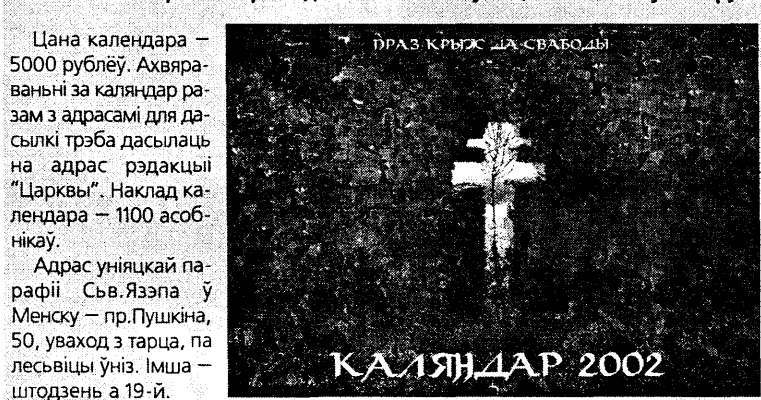 Цана календара —
5000 рублёў. Ахвяра-
ваньні за каляндар ра-
зам з адрасамі для да-
сылкі трэба дасылаць
на адрас рэдакцыі
"Царквы". Наклад ка-
лендара — 1100 асоб-
нікаў.
Адрас уніяцкай па-
рафіі Сьв.Язэпа ў
Менску — пр.Пушкіна,
50, уваход з тарца, па
лесьвіцы ўніз. Імша —
штодзень а 19-й.
ПРАЗ КРЫЖ ДА СВАБОДЫ
КАЛЯНДАР 2002